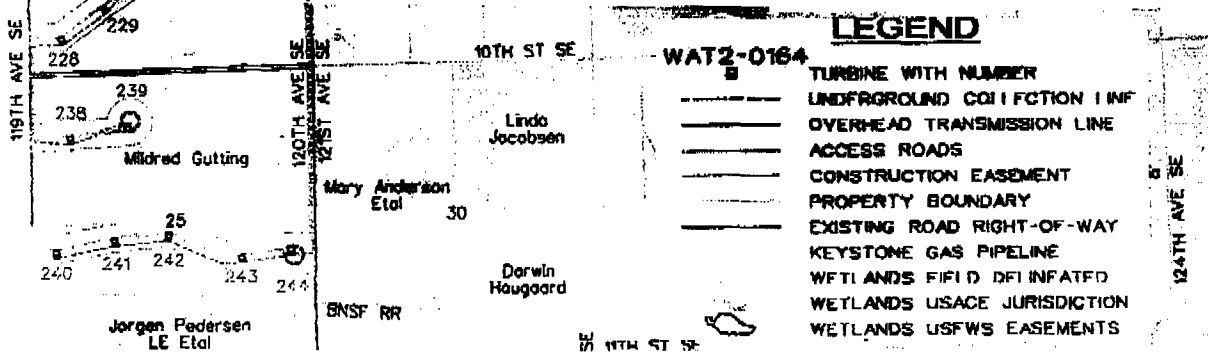 229
228
119TH AVE SE
239
238
Mildred Gutting
120TH AVE SE
121ST AVE SE
10TH ST SE
Linda
Jacobsen
Mary Anderson
Etal
30
25
240
241
242
243
244
Jorgen Pedersen
LE Etal
BNSF RR
Darwin
Haugaard
SE
11TH ST SE
LEGEND
WAT2-0164
TURBINE WITH NUMBER
UNDERGROUND COLLECTION LINE
OVERHEAD TRANSMISSION LINE
ACCESS ROADS
CONSTRUCTION EASEMENT
PROPERTY BOUNDARY
EXISTING ROAD RIGHT-OF-WAY
KEYSTONE GAS PIPELINE
WETLANDS FIELD DELINEATED
WETLANDS USACE JURISDICTION
WETLANDS USFWS EASEMENTS
124TH AVE SE